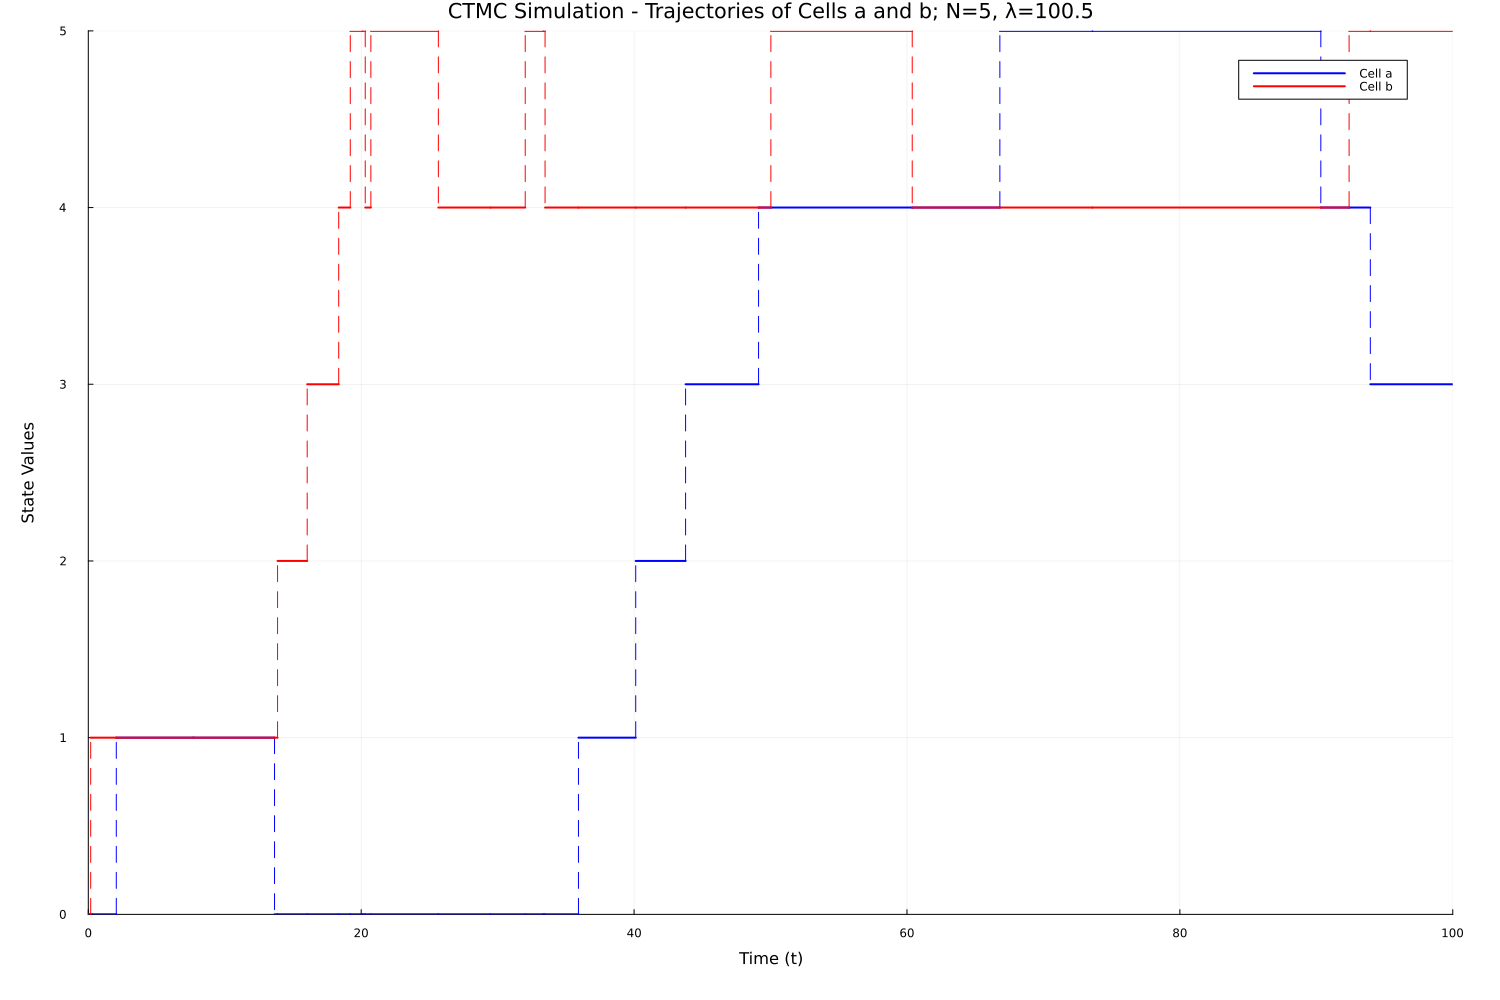 CTMC Simulation - Trajectories of Cells a and b; N=5, λ=100.5
5
Cell a
Cell b
4
3
State Values
2
1
0
0 20 40 60 80 100
Time (t)